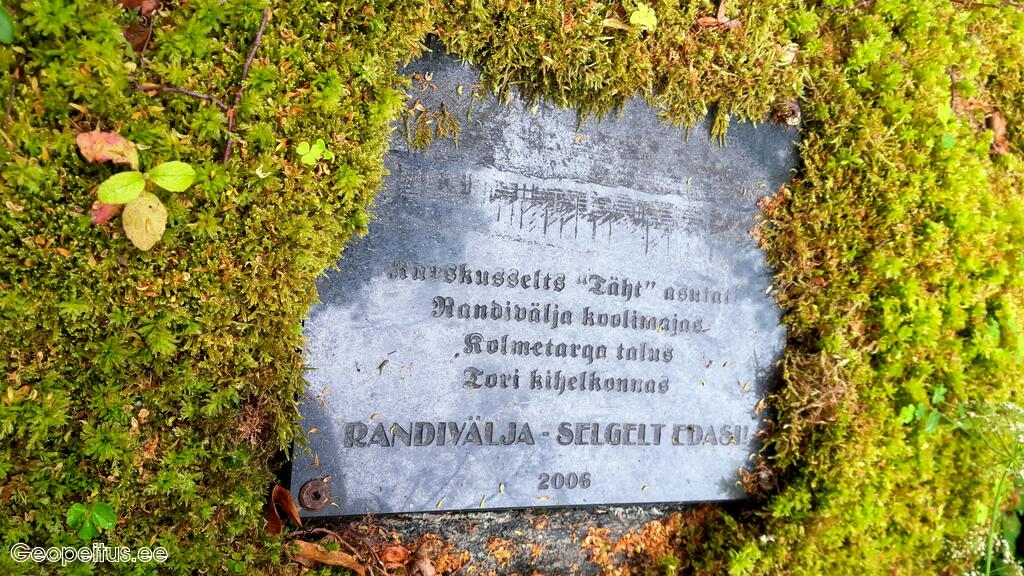 Karskusselts "Täht" asutati
Randivälja koolimajas
Kolmetarga talus
Tori kihelkonnas
RANDIVÄLJA - SELGELT EDASI!
2006
Geopeitus.ee